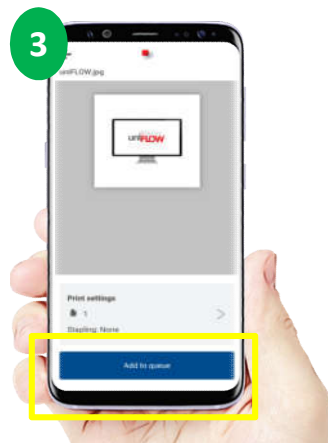 3
uniFLOW.jpg
uniFLOW
Print settings
1
Stapling: None
Add to queue